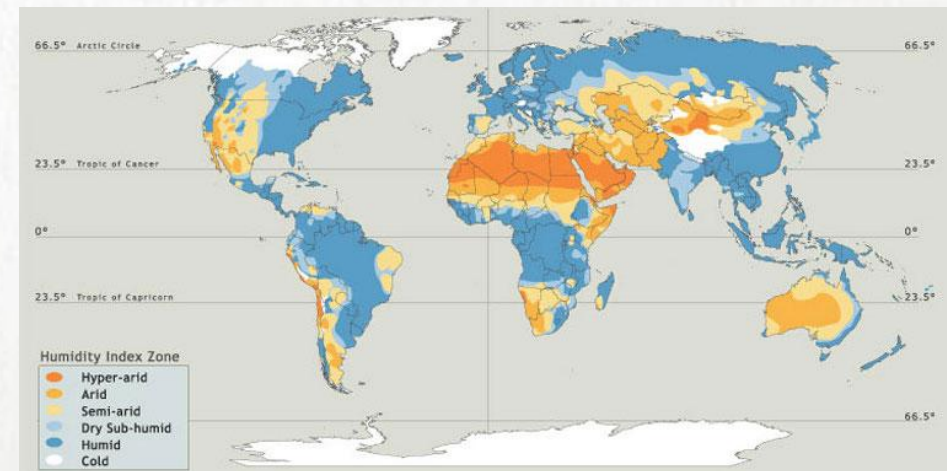 66.5° Arctic Circle 66.5°
23.5° Tropic of Cancer 23.5°
0° 0°
23.5° Tropic of Capricorn 23.5°
66.5°
Humidity Index Zone
Hyper-arid
Arid
Semi-arid
Dry Sub-humid
Humid
Cold